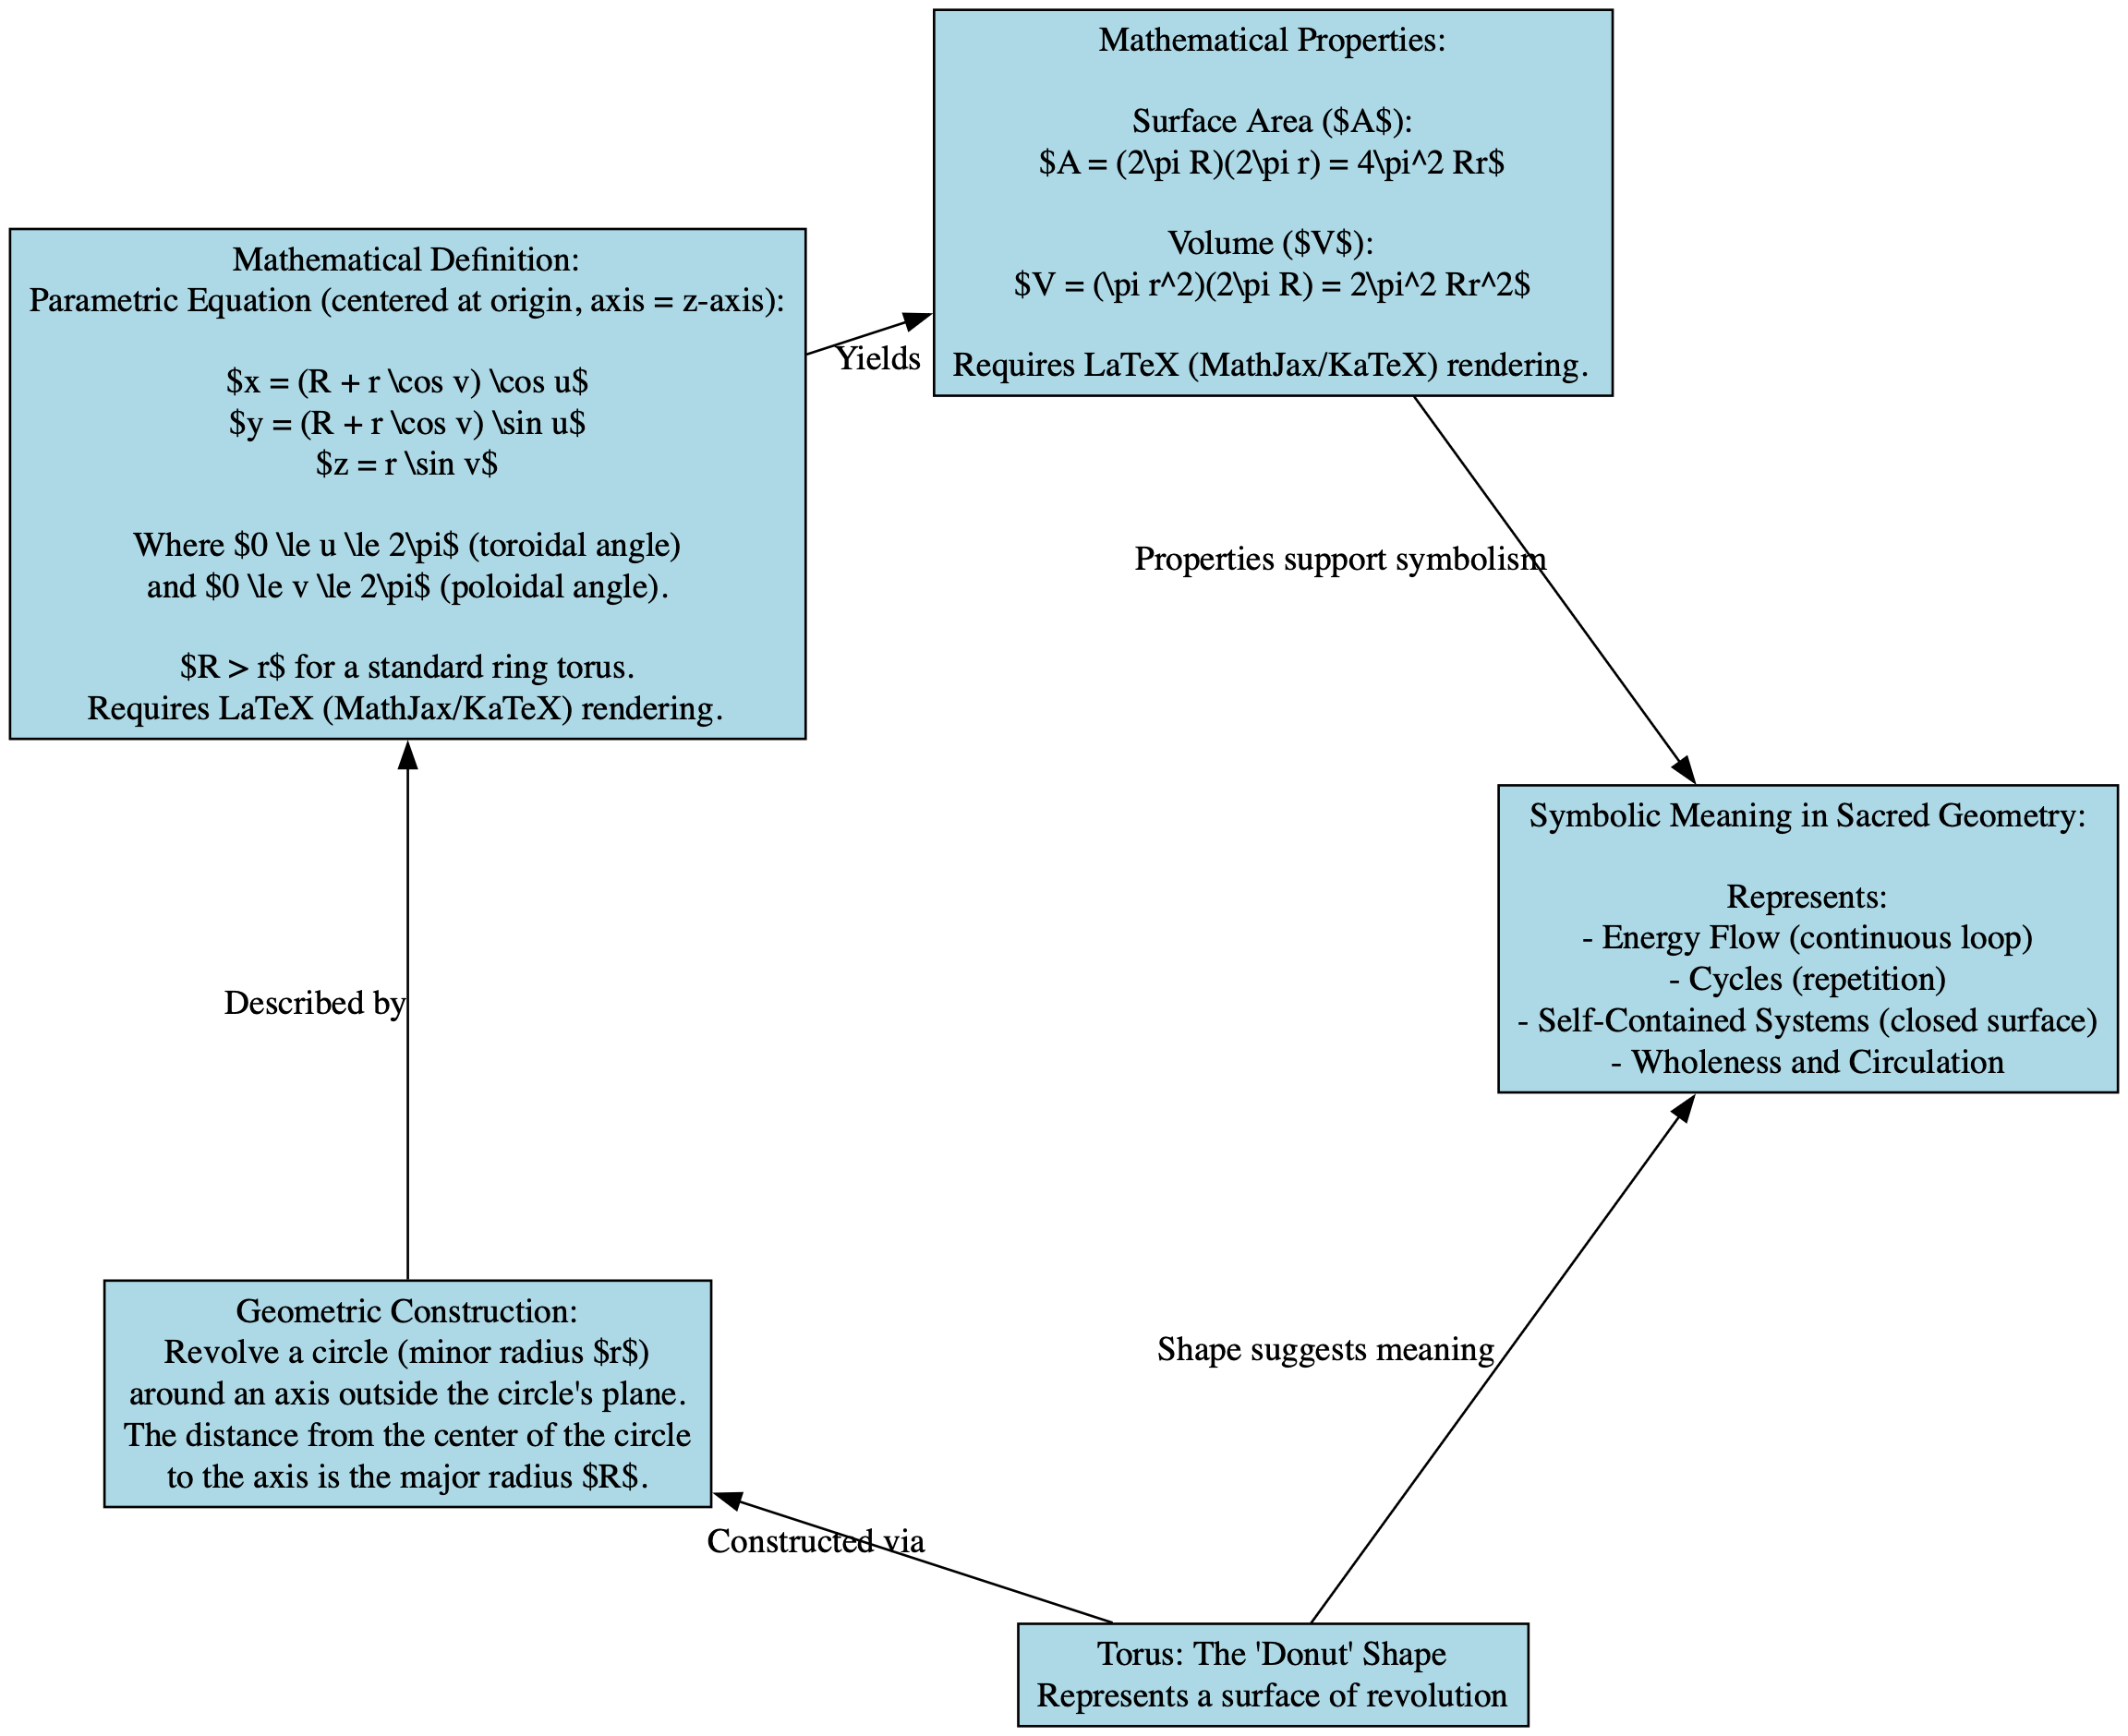 Mathematical Properties:
Surface Area ($A$):
$A = (2\pi R)(2\pi r) = 4\pi^2 Rr$
Volume ($V$):
$V = (\pi r^2)(2\pi R) = 2\pi^2 Rr^2$
Requires LaTeX (MathJax/KaTeX) rendering.
Mathematical Definition:
Parametric Equation (centered at origin, axis = z-axis):
$x = (R + r \cos v) \cos u$
$y = (R + r \cos v) \sin u$
$z = r \sin v$
Where $0 \le u \le 2\pi$ (toroidal angle)
and $0 \le v \le 2\pi$ (poloidal angle).
$R > r$ for a standard ring torus.
Requires LaTeX (MathJax/KaTeX) rendering.
Yields
Properties support symbolism
Symbolic Meaning in Sacred Geometry:
Represents:
- Energy Flow (continuous loop)
- Cycles (repetition)
- Self-Contained Systems (closed surface)
- Wholeness and Circulation
Described by
Geometric Construction:
Revolve a circle (minor radius $r$)
around an axis outside the circle's plane.
The distance from the center of the circle
to the axis is the major radius $R$.
Shape suggests meaning
Constructed via
Torus: The 'Donut' Shape
Represents a surface of revolution